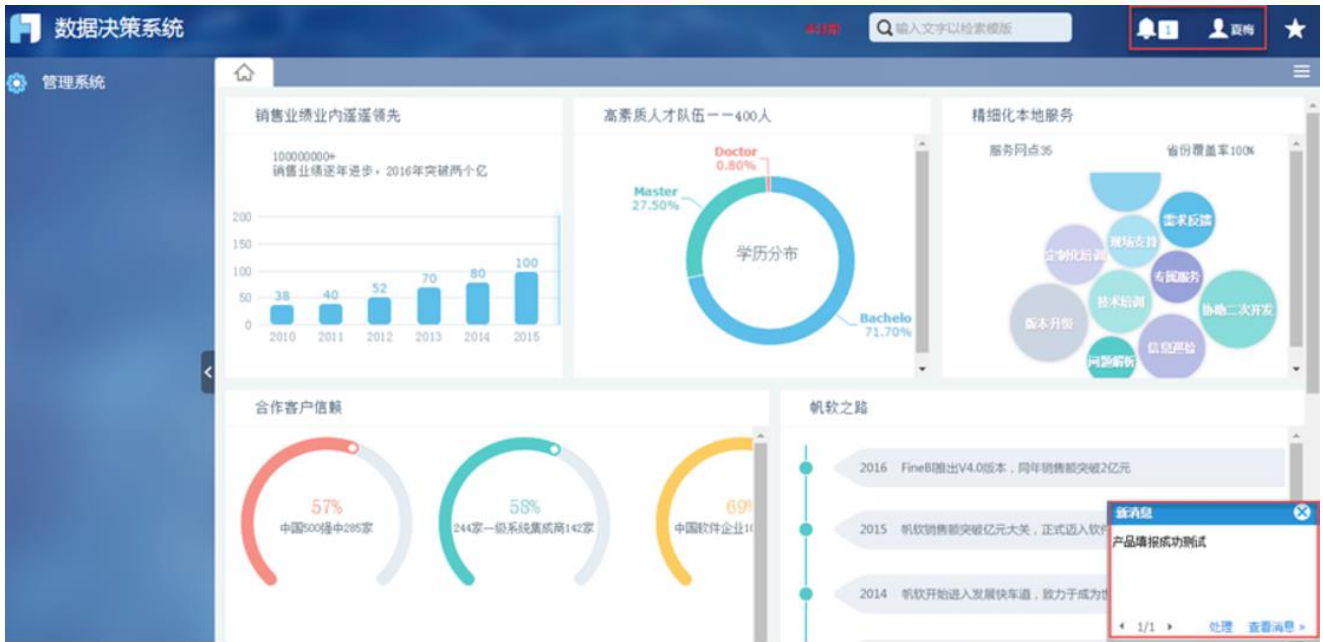 数据决策系统
输入文字以检索模版
1
夏梅
管理系统
销售业绩业内遥遥领先
100000000+
销售业绩逐年进步，2016年突破两个亿
200
150
100
50
0
38
40
52
70
80
100
2010 2011 2012 2013 2014 2015
高素质人才队伍——400人
Doctor
0.80%
Master
27.50%
学历分布
Bachelo
71.70%
精细化本地服务
服务网点35
省份覆盖率100%
需求反馈
现场支持
定制化培训
专属服务
技术培训
协助二次开发
版本升级
信息巡检
问题解析
合作客户信赖
57%
中国500强中285家
58%
244家一级系统集成商142家
69%
中国软件企业10
帆软之路
2016 FineBI推出V4.0版本，同年销售额突破2亿元
2015 帆软销售额突破亿元大关，正式迈入软件
2014 帆软开始进入发展快车道，致力于成为
新消息
产品填报成功测试
1/1
处理 查看消息 »